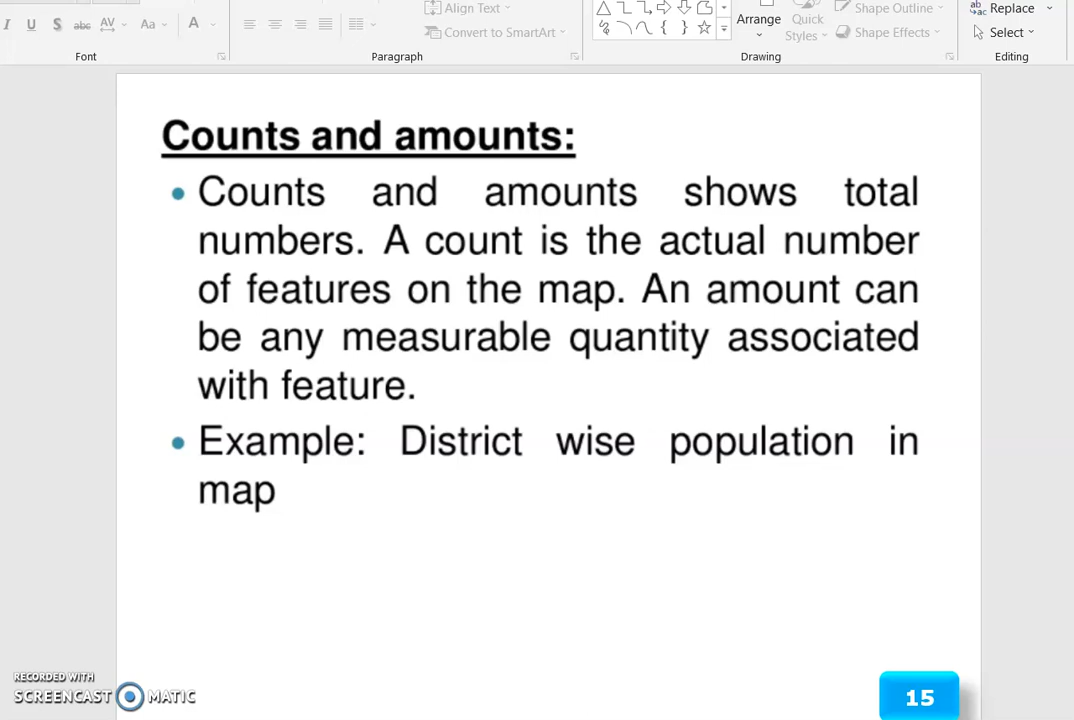 I U S abc AV Aa A
Align Text
Convert to SmartArt
Arrange
Quick
Styles
Shape Outline
Shape Effects
Replace
Select
Font
Paragraph
Drawing
Editing
Counts and amounts:
• Counts and amounts shows total
numbers. A count is the actual number
of features on the map. An amount can
be any measurable quantity associated
with feature.
• Example: District wise population in
map
RECORDED WITH
SCREENCAST MATIC
15